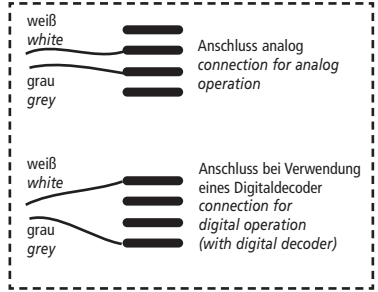 weiß
white
grau
grey
Anschluss analog
connection for analog
operation
weiß
white
grau
grey
Anschluss bei Verwendung
eines Digitaldecoder
connection for
digital operation
(with digital decoder)